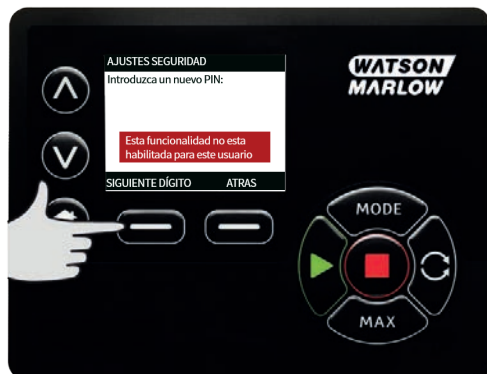 AJUSTES SEGURIDAD
Introduzca un nuevo PIN:
Esta funcionalidad no esta
habilitada para este usuario
SIGUIENTE DÍGITO ATRAS
WATSON
MARLOW
MODE
MAX